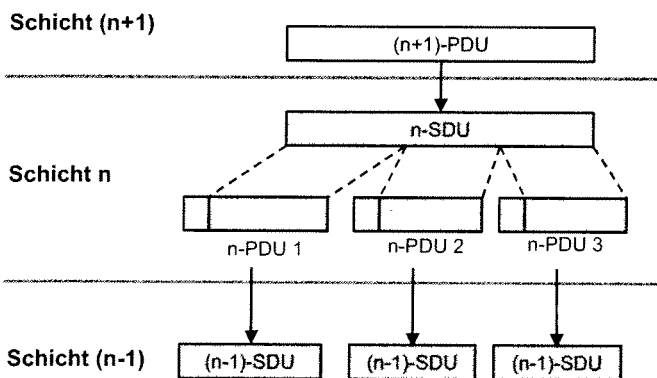 Schicht (n+1)
(n+1)-PDU
n-SDU
Schicht n
n-PDU 1
n-PDU 2
n-PDU 3
Schicht (n-1)
(n-1)-SDU
(n-1)-SDU
(n-1)-SDU